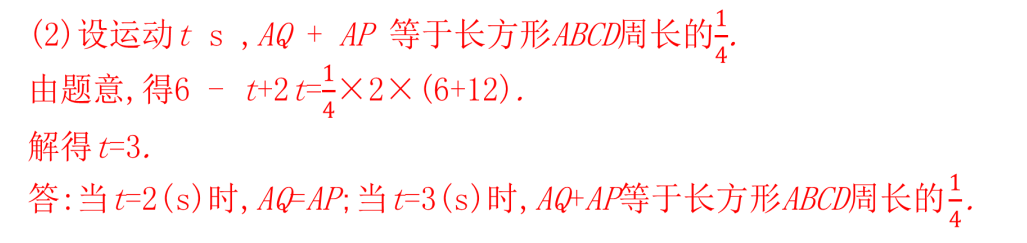 (2)设运动t s ,AQ + AP 等于长方形ABCD周长的1/4.
由题意,得6 - t+2t=1/4×2×(6+12).
解得t=3.
答:当t=2(s)时,AQ=AP;当t=3(s)时,AQ+AP等于长方形ABCD周长的1/4.